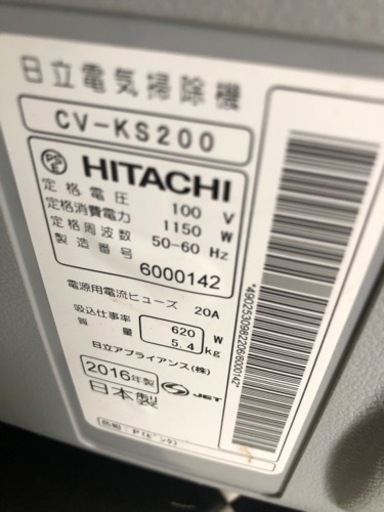 日立電気掃除機
CV-KS200
HITACHI
定格電圧 100 V
定格消費電力 1150 W
定格周波数 50-60 Hz
製造番号 6000142
電源用電流ヒューズ 20A
吸込仕事率 620 W
質量 5.4 kg
日立アプライアンス(株)
2016年製 JET
日本製
*4902530982206/6000142*